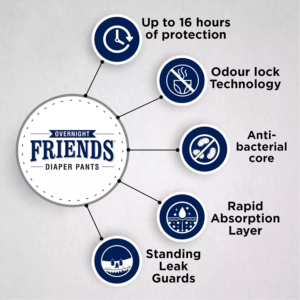 Up to 16 hours
of protection
Odour lock
Technology
OVERNIGHT
FRIENDS
DIAPER PANTS
Anti-
bacterial
core
Rapid
Absorption
Layer
Standing
Leak
Guards